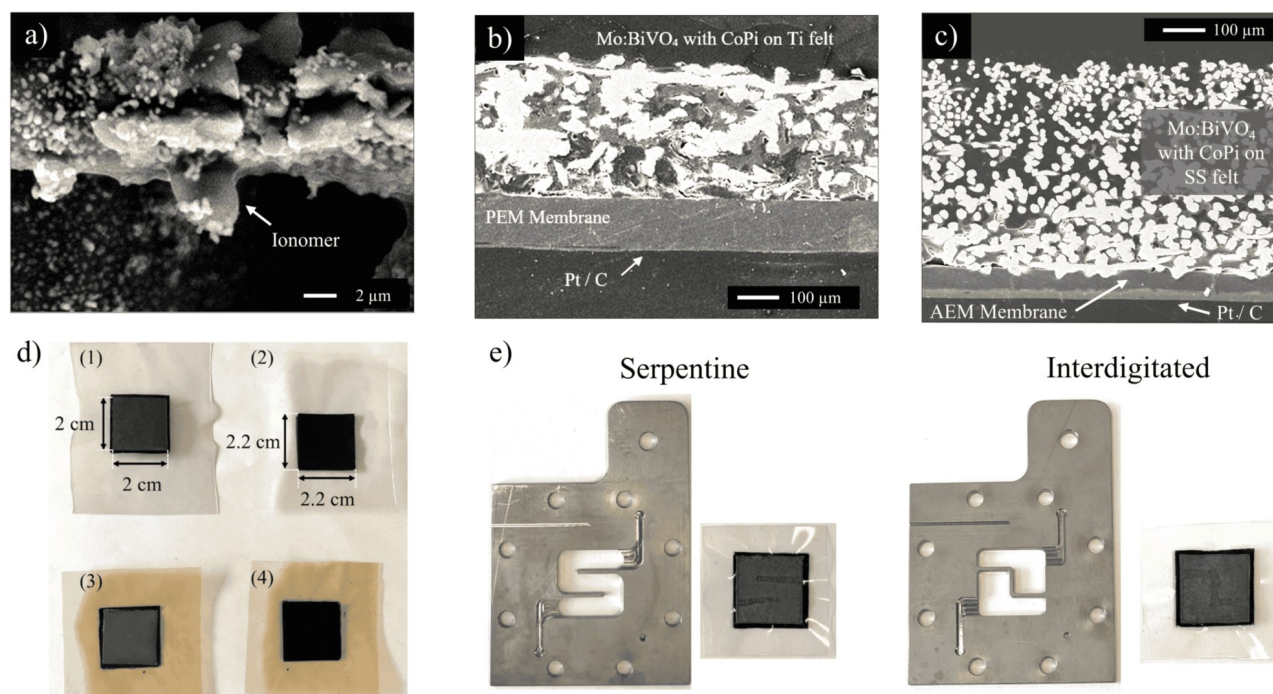 a)
Ionomer
2 µm
b)
Mo:BiVO₄ with CoPi on Ti felt
PEM Membrane
Pt / C
100 µm
c)
100 µm
Mo:BiVO₄
with CoPi on
SS felt
AEM Membrane
Pt / C
d)
(1)
2 cm
2 cm
(2)
2.2 cm
2.2 cm
(3)
(4)
e)
Serpentine
Interdigitated